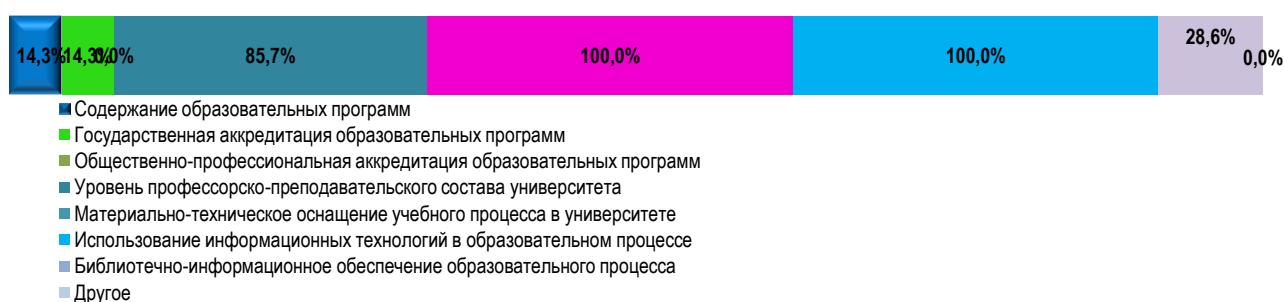 14,3% 14,3% 0,0% 85,7% 100,0% 100,0% 28,6% 0,0%
Содержание образовательных программ
Государственная аккредитация образовательных программ
Общественно-профессиональная аккредитация образовательных программ
Уровень профессорско-преподавательского состава университета
Материально-техническое оснащение учебного процесса в университете
Использование информационных технологий в образовательном процессе
Библиотечно-информационное обеспечение образовательного процесса
Другое